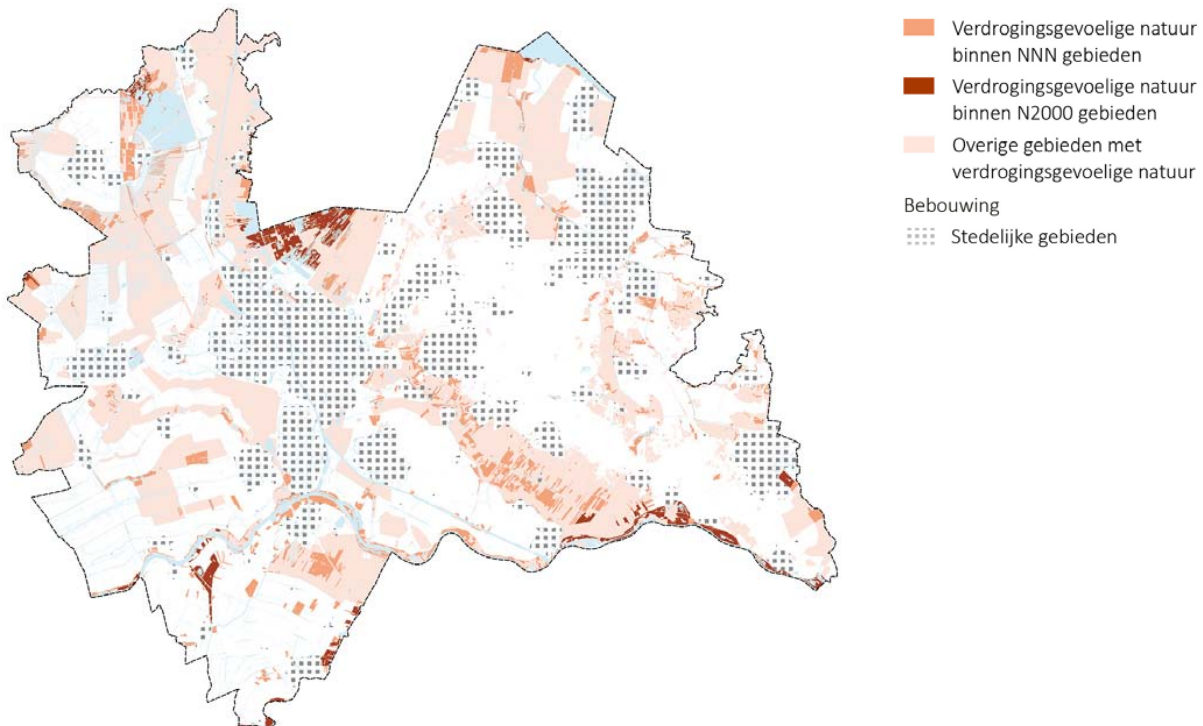 Verdrogingsgevoelige natuur
binnen NNN gebieden
Verdrogingsgevoelige natuur
binnen N2000 gebieden
Overige gebieden met
verdrogingsgevoelige natuur
Bebouwing
Stedelijke gebieden